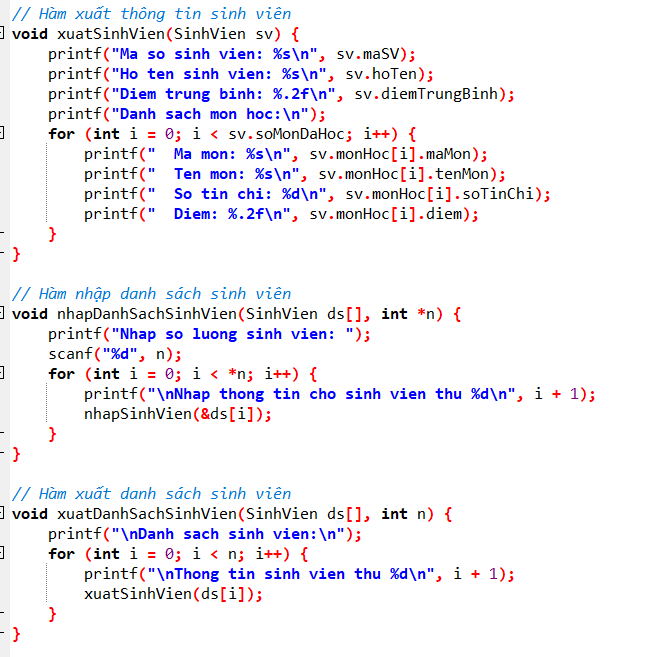 // Hàm xuất thông tin sinh viên
void xuatSinhVien(SinhVien sv) {
    printf("Ma so sinh vien: %s\n", sv.maSV);
    printf("Ho ten sinh vien: %s\n", sv.hoTen);
    printf("Diem trung binh: %.2f\n", sv.diemTrungBinh);
    printf("Danh sach mon hoc:\n");
    for (int i = 0; i < sv.soMonDaHoc; i++) {
        printf("  Ma mon: %s\n", sv.monHoc[i].maMon);
        printf("  Ten mon: %s\n", sv.monHoc[i].tenMon);
        printf("  So tin chi: %d\n", sv.monHoc[i].soTinChi);
        printf("  Diem: %.2f\n", sv.monHoc[i].diem);
    }
}

// Hàm nhập danh sách sinh viên
void nhapDanhSachSinhVien(SinhVien ds[], int *n) {
    printf("Nhap so luong sinh vien: ");
    scanf("%d", n);
    for (int i = 0; i < *n; i++) {
        printf("\nNhap thong tin cho sinh vien thu %d\n", i + 1);
        nhapSinhVien(&ds[i]);
    }
}

// Hàm xuất danh sách sinh viên
void xuatDanhSachSinhVien(SinhVien ds[], int n) {
    printf("\nDanh sach sinh vien:\n");
    for (int i = 0; i < n; i++) {
        printf("\nThong tin sinh vien thu %d\n", i + 1);
        xuatSinhVien(ds[i]);
    }
}